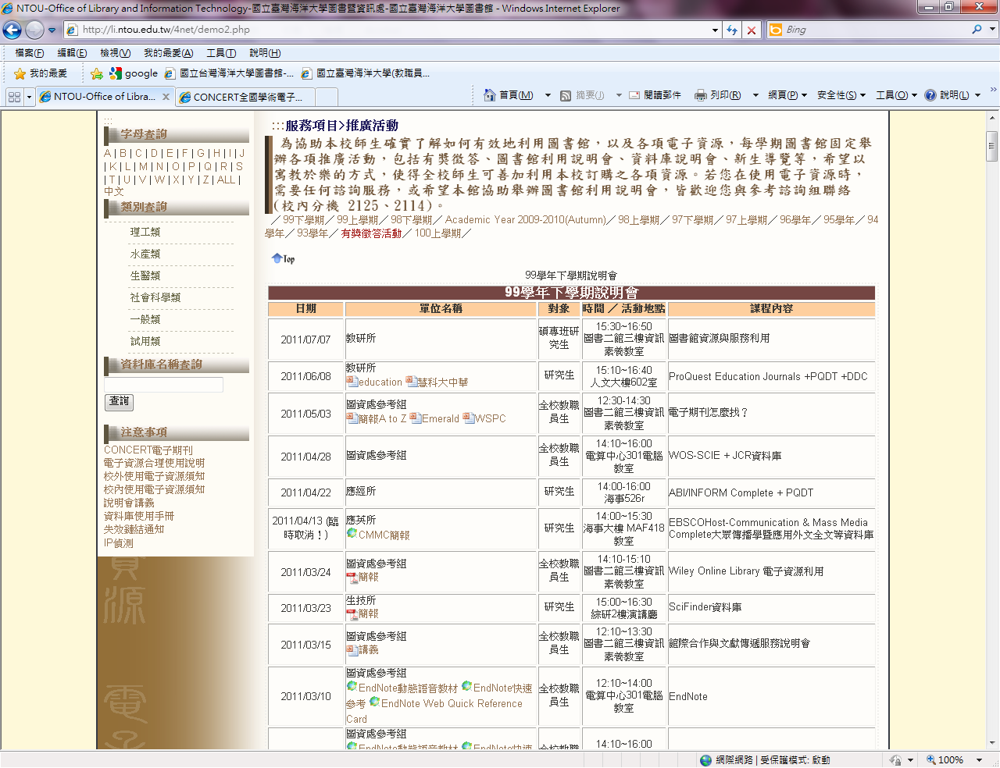 NTOU-Office of Library and Information Technology-國立臺灣海洋大學圖書暨資訊處-國立臺灣海洋大學圖書館 - Windows Internet Explorer
http://li.ntou.edu.tw/4net/demo2.php
Bing
檔案(F) 編輯(E) 檢視(V) 我的最愛(A) 工具(T) 說明(H)
我的最愛 google 國立台灣海洋大學圖書館-... 國立臺灣海洋大學(教職員...
NTOU-Office of Libra... CONCERT全國學術電子... 首頁(M) 摘要(J) 閱讀郵件 列印(R) 網頁(P) 安全性(S) 工具(O) 說明(L)
:::
字母查詢
A | B | C | D | E | F | G | H | I | J
| K | L | M | N | O | P | Q | R | S
| T | U | V | W | X | Y | Z | ALL |
中文
類別查詢
理工類
水產類
生醫類
社會科學類
一般類
試用類
資料庫名稱查詢
查詢
注意事項
CONCERT電子期刊
電子資源合理使用說明
校外使用電子資源須知
校內使用電子資源須知
說明會講義
資料庫使用手冊
失效鏈結通知
IP偵測
資
源
電
子
:::服務項目>推廣活動
為協助本校師生確實了解如何有效地利用圖書館，以及各項電子資源，每學期圖書館固定舉
辦各項推廣活動，包括有獎徵答、圖書館利用說明會、資料庫說明會、新生導覽等，希望以
寓教於樂的方式，使得全校師生可善加利用本校訂購之各項資源。若您在使用電子資源時，
需要任何諮詢服務，或希望本館協助舉辦圖書館利用說明會，皆歡迎您與參考諮詢組聯絡
(校內分機 2125、2114)。
／99下學期／99上學期／98下學期／ Academic Year 2009-2010(Autumn)／98上學期／97下學期／97上學期／96學年／95學年／94
學年／93學年／有獎徵答活動／100上學期／
Top
99學年下學期說明會
99學年下學期說明會
日期 單位名稱 對象 時間 ／ 活動地點 課程內容
2011/07/07 教研所 碩專班研究生 15:30~16:50 圖書二館三樓資訊素養教室 圖書館資源與服務利用
2011/06/08 教研所 education 慧科大中華 研究生 15:10~16:40 人文大樓602室 ProQuest Education Journals +PQDT +DDC
2011/05/03 圖資處參考組 簡報A to Z Emerald WSPC 全校教職員生 12:30-14:30 圖書二館三樓資訊素養教室 電子期刊怎麼找？
2011/04/28 圖資處參考組 全校教職員生 14:10~16:00 電算中心301電腦教室 WOS-SCIE + JCR資料庫
2011/04/22 應經所 研究生 14:00-16:00 海事526r ABI/INFORM Complete + PQDT
2011/04/13 (臨時取消！) 應英所 CMMC簡報 研究生 14:00~15:30 海事大樓 MAF418教室 EBSCOHost-Communication & Mass Media Complete大眾傳播學暨應用外文全文等資料庫
2011/03/24 圖資處參考組 簡報 全校教職員生 14:10-15:10 圖書二館三樓資訊素養教室 Wiley Online Library 電子資源利用
2011/03/23 生技所 簡報 研究生 15:00~16:30 綜研2樓演講廳 SciFinder資料庫
2011/03/15 圖資處參考組 講義 全校教職員生 12:10~13:30 圖書二館三樓資訊素養教室 館際合作與文獻傳遞服務說明會
2011/03/10 圖資處參考組 EndNote動態語音教材 EndNote快速參考 EndNote Web Quick Reference Card 全校教職員生 12:10~14:00 電算中心301電腦教室 EndNote
圖資處參考組 EndNote動態語音教材 EndNote快速 全校教職 14:10~16:00
網際網路 | 受保護模式: 啟動 100%